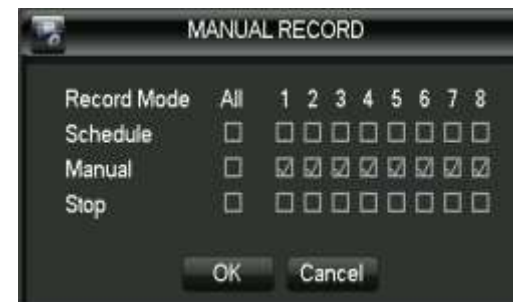 MANUAL RECORD
Record Mode All 1 2 3 4 5 6 7 8
Schedule
Manual
Stop
OK Cancel